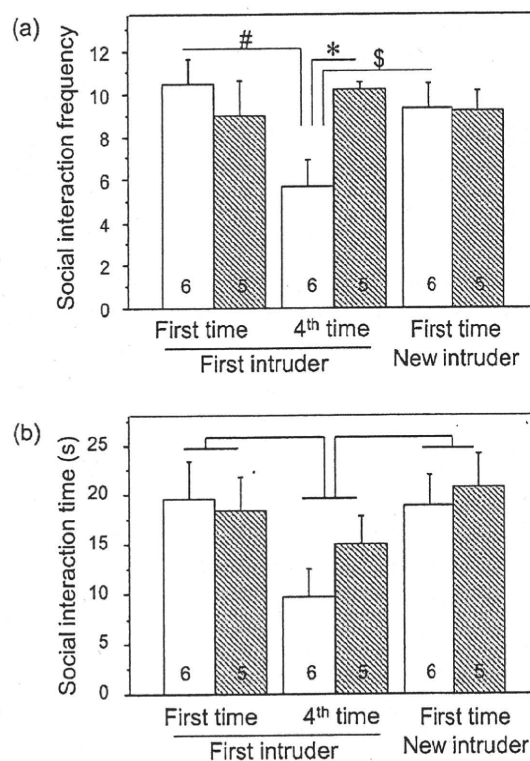 (a)
Social interaction frequency
12
10
8
6
4
2
0
#
*
$
6
5
6
5
6
5
First time
4th time
First time
First intruder
New intruder
(b)
Social interaction time (s)
25
20
15
10
5
0
6
5
6
5
6
5
First time
4th time
First time
First intruder
New intruder